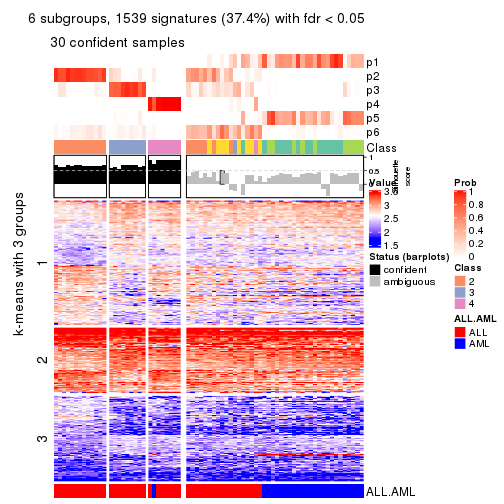 6 subgroups, 1539 signatures (37.4%) with fdr < 0.05
30 confident samples
p1
p2
p3
p4
p5
p6
Class
1
0.5
0
Silhouette
score
k-means with 3 groups
1
2
3
ALL.AML
Value
3.5
3
2.5
2
1.5
Status (barplots)
confident
ambiguous
Prob
1
0.8
0.6
0.4
0.2
0
Class
2
3
4
ALL.AML
ALL
AML